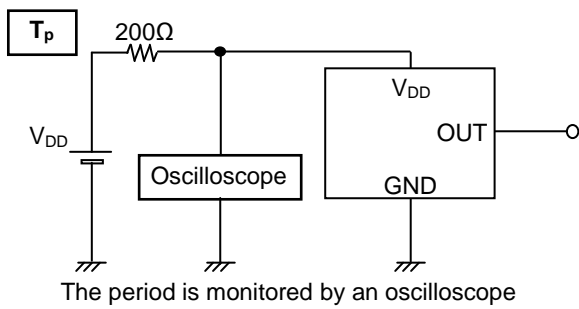 Tp
200Ω
VDD
VDD
OUT
Oscilloscope
GND
The period is monitored by an oscilloscope